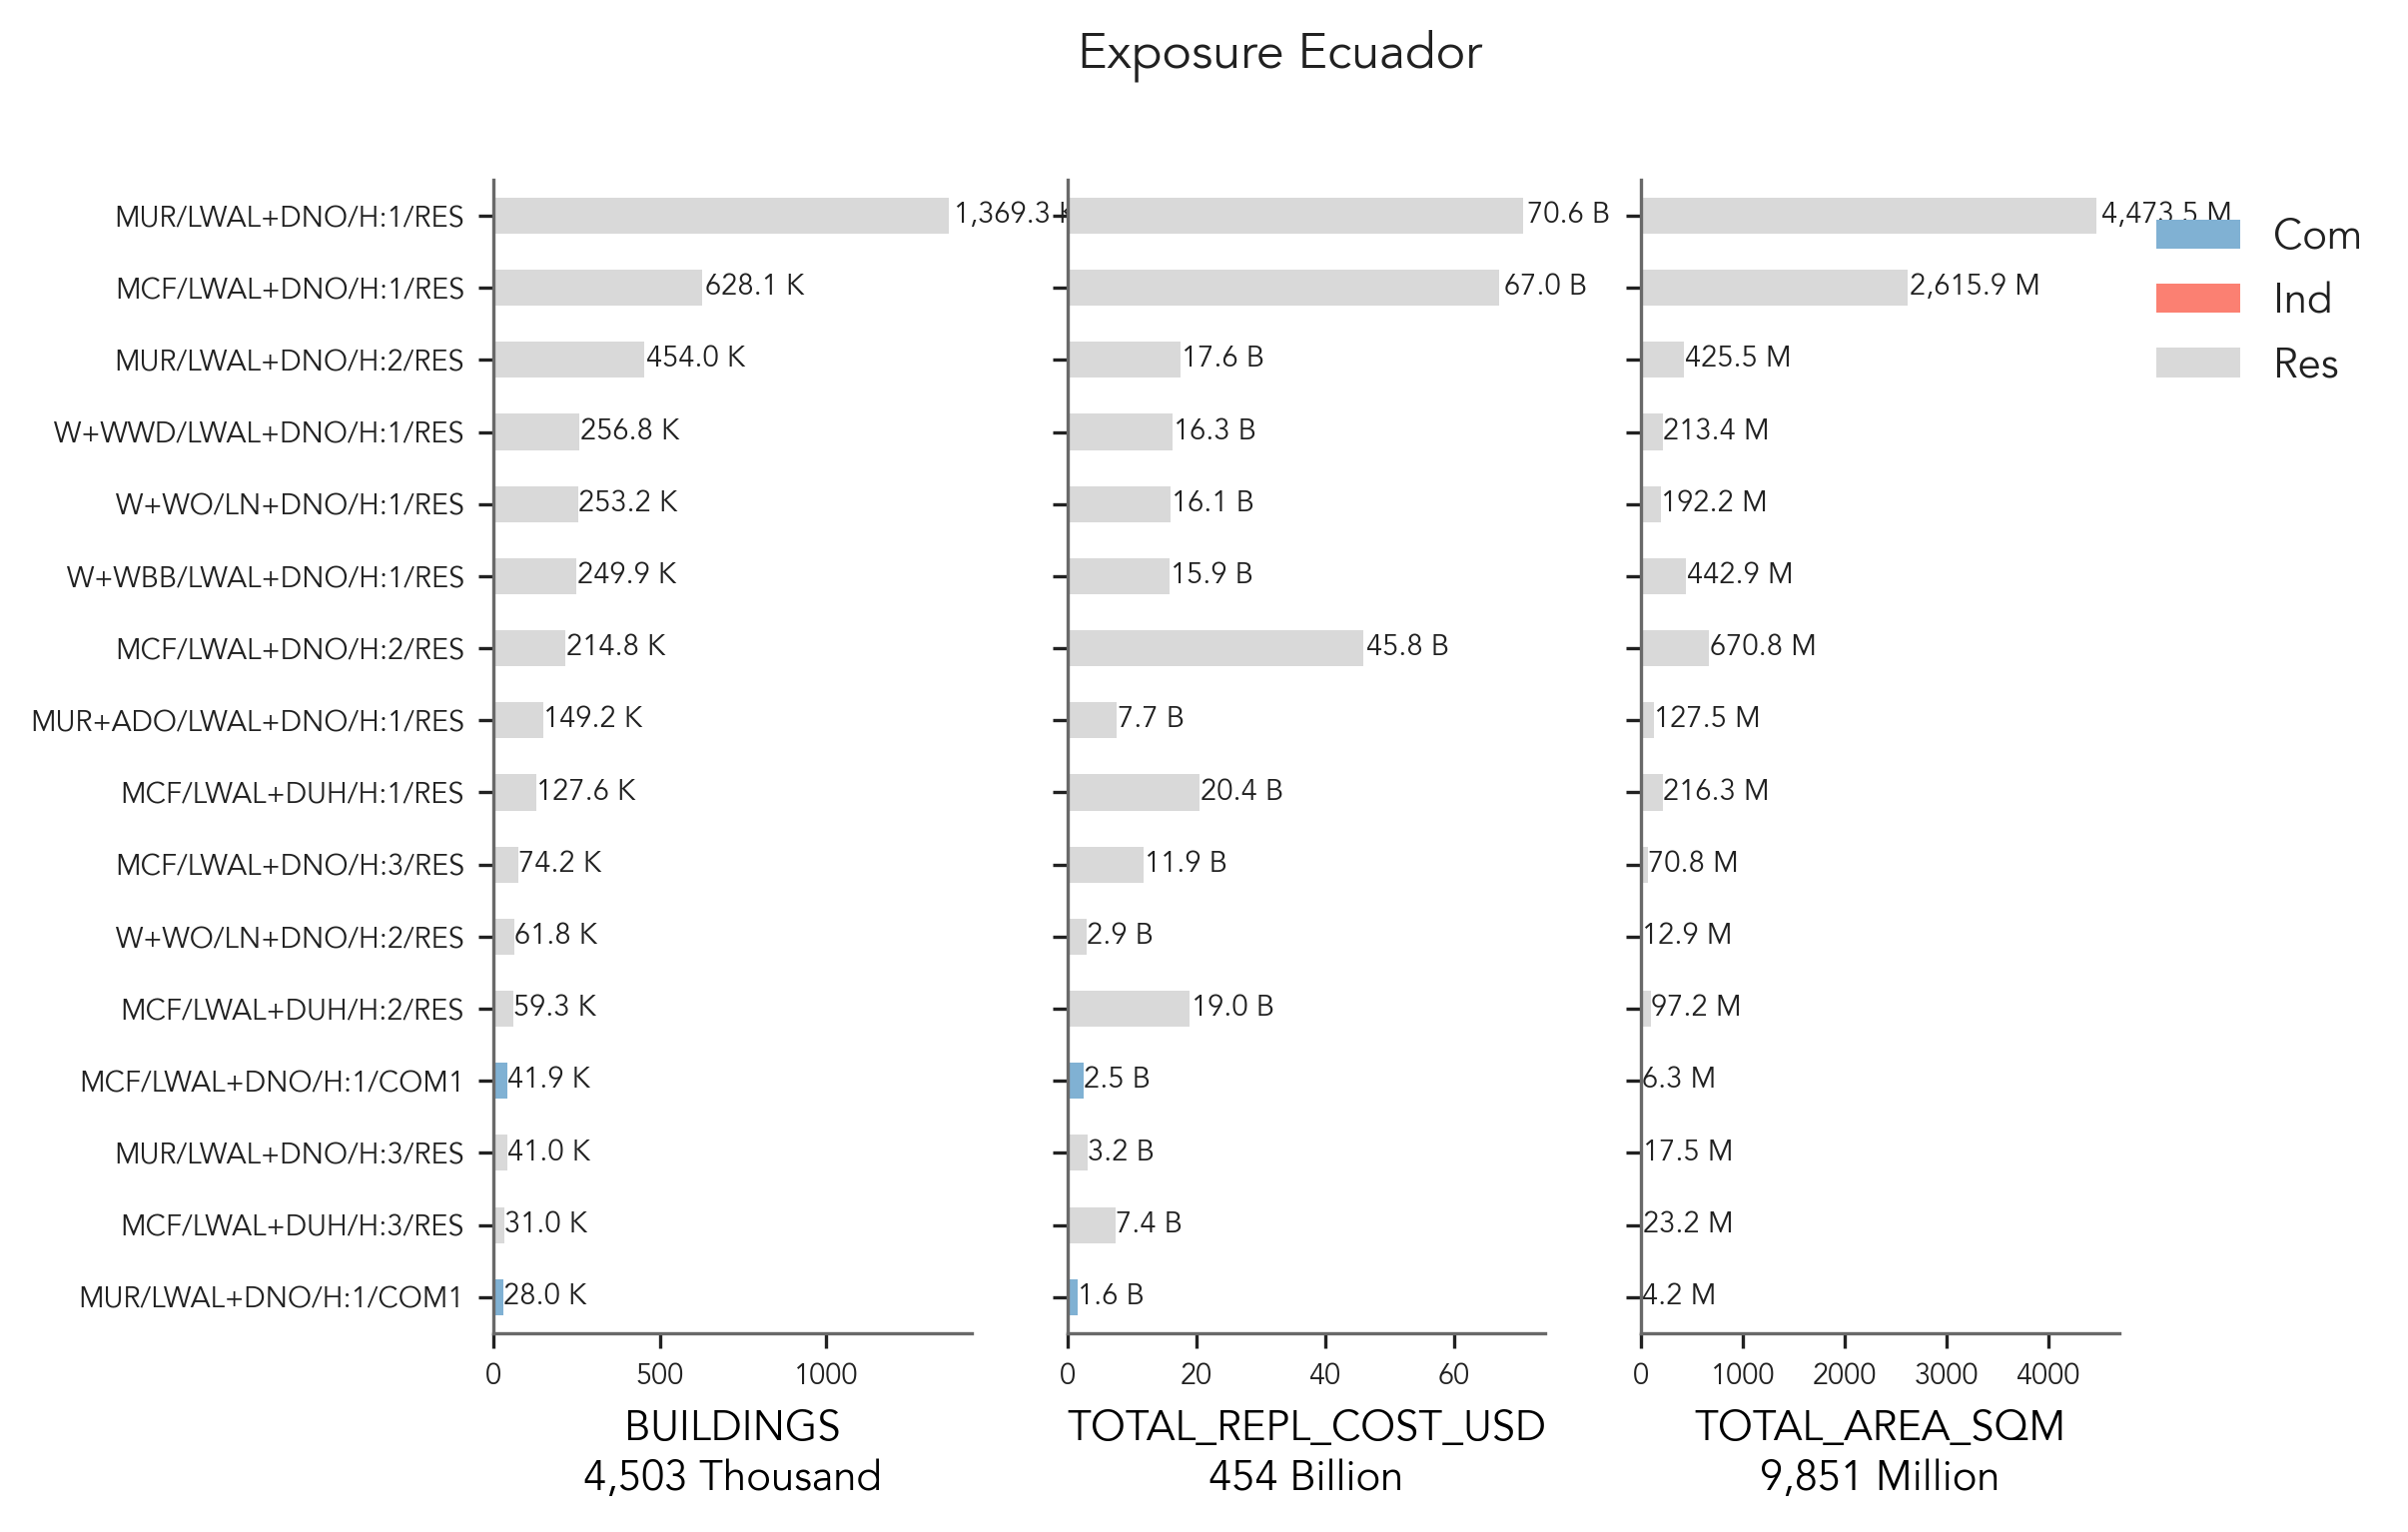 Exposure Ecuador
MUR/LWAL+DNO/H:1/RES 1,369.3 K 70.6 B 4,473.5 M
MCF/LWAL+DNO/H:1/RES 628.1 K 67.0 B 2,615.9 M
MUR/LWAL+DNO/H:2/RES 454.0 K 17.6 B 425.5 M
W+WWD/LWAL+DNO/H:1/RES 256.8 K 16.3 B 213.4 M
W+WO/LN+DNO/H:1/RES 253.2 K 16.1 B 192.2 M
W+WBB/LWAL+DNO/H:1/RES 249.9 K 15.9 B 442.9 M
MCF/LWAL+DNO/H:2/RES 214.8 K 45.8 B 670.8 M
MUR+ADO/LWAL+DNO/H:1/RES 149.2 K 7.7 B 127.5 M
MCF/LWAL+DUH/H:1/RES 127.6 K 20.4 B 216.3 M
MCF/LWAL+DNO/H:3/RES 74.2 K 11.9 B 70.8 M
W+WO/LN+DNO/H:2/RES 61.8 K 2.9 B 12.9 M
MCF/LWAL+DUH/H:2/RES 59.3 K 19.0 B 97.2 M
MCF/LWAL+DNO/H:1/COM1 41.9 K 2.5 B 6.3 M
MUR/LWAL+DNO/H:3/RES 41.0 K 3.2 B 17.5 M
MCF/LWAL+DUH/H:3/RES 31.0 K 7.4 B 23.2 M
MUR/LWAL+DNO/H:1/COM1 28.0 K 1.6 B 4.2 M
Com
Ind
Res
0 500 1000 0 20 40 60 0 1000 2000 3000 4000
BUILDINGS TOTAL_REPL_COST_USD TOTAL_AREA_SQM
4,503 Thousand 454 Billion 9,851 Million